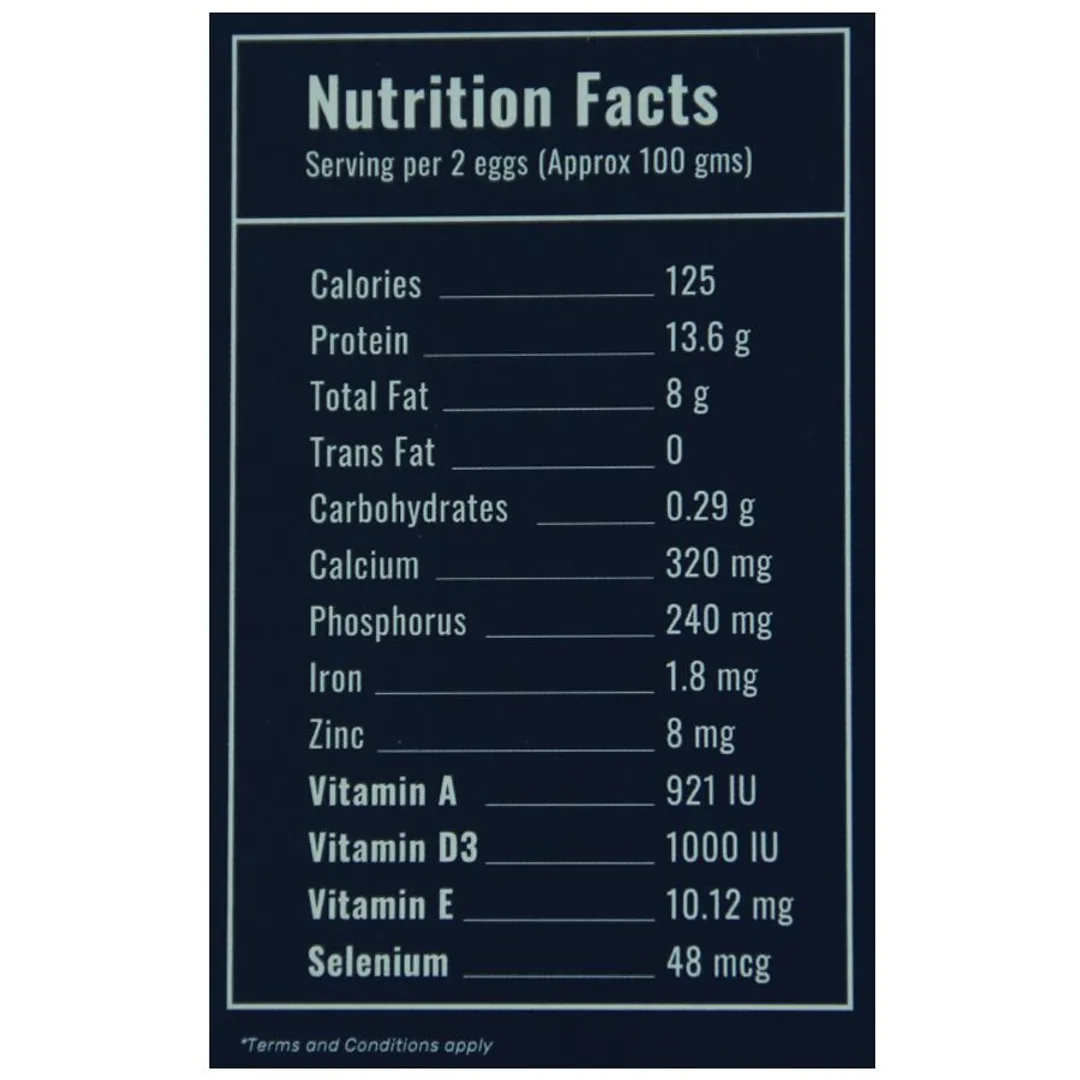 Nutrition Facts
Serving per 2 eggs (Approx 100 gms)
Calories 125
Protein 13.6 g
Total Fat 8 g
Trans Fat 0
Carbohydrates 0.29 g
Calcium 320 mg
Phosphorus 240 mg
Iron 1.8 mg
Zinc 8 mg
Vitamin A 921 IU
Vitamin D3 1000 IU
Vitamin E 10.12 mg
Selenium 48 mcg
*Terms and Conditions apply